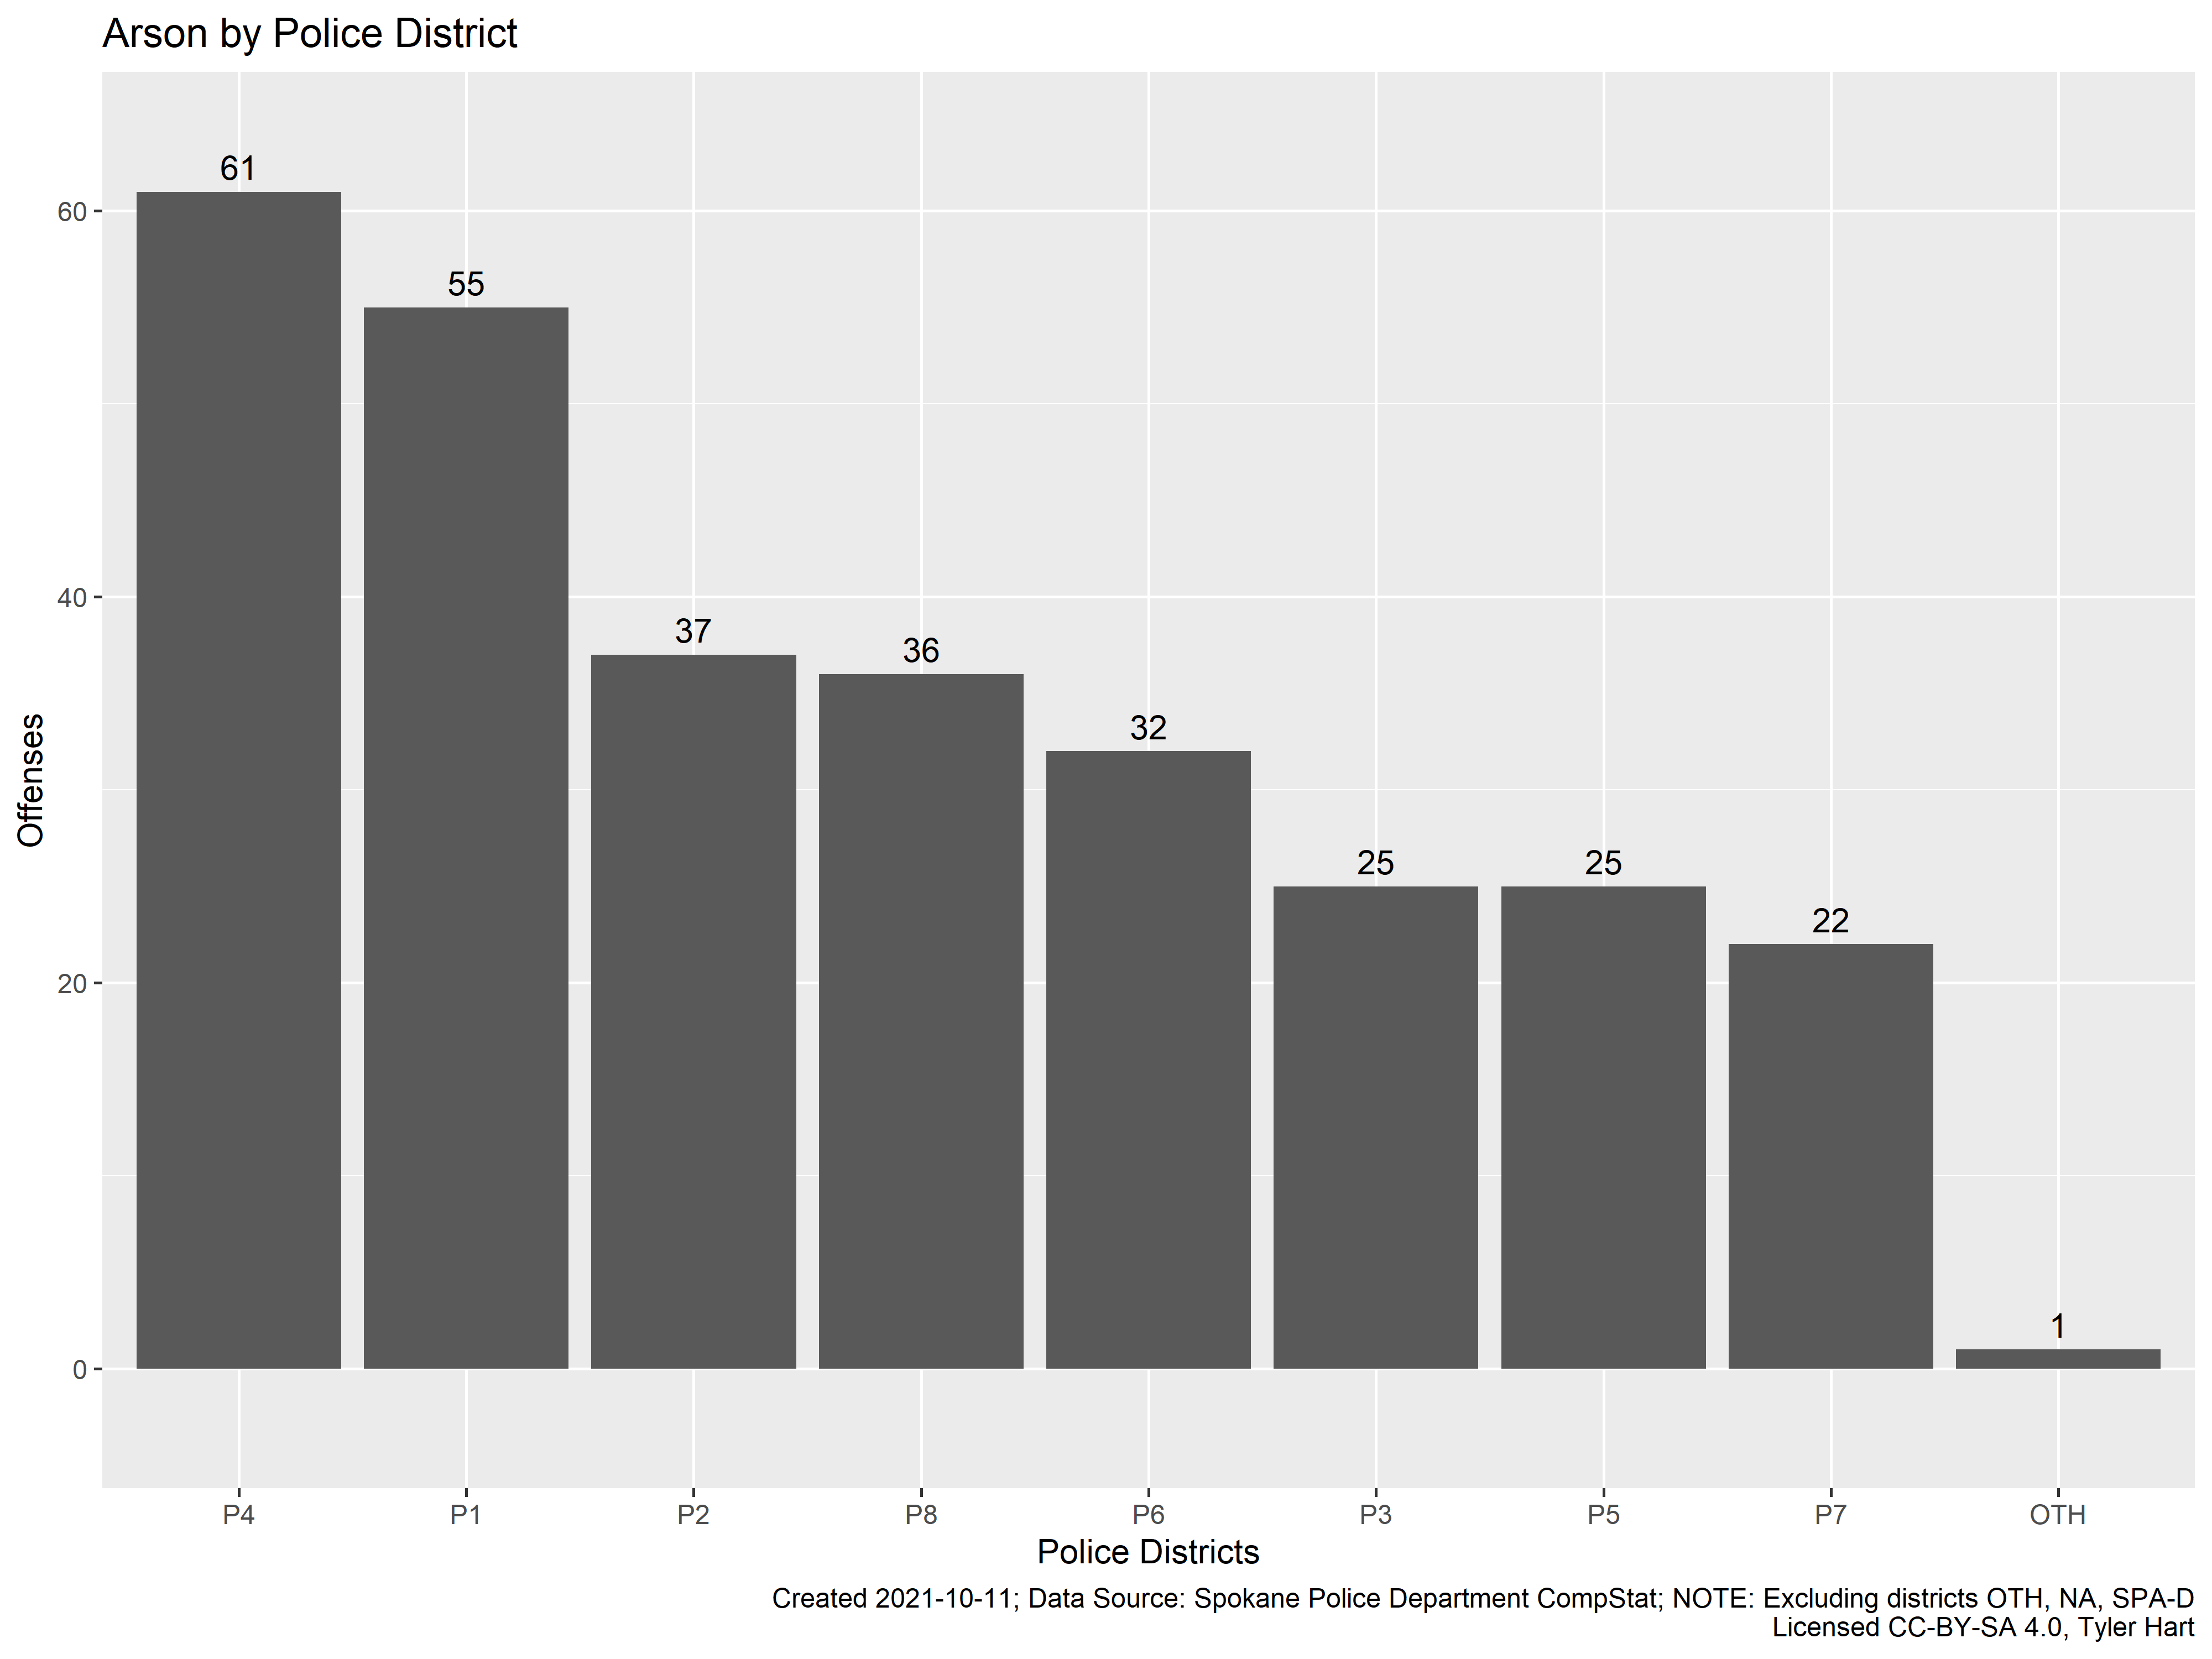 Arson by Police District
61
55
37
36
32
25
25
22
1
60
40
20
0
Offenses
P4 P1 P2 P8 P6 P3 P5 P7 OTH
Police Districts
Created 2021-10-11; Data Source: Spokane Police Department CompStat; NOTE: Excluding districts OTH, NA, SPA-D
Licensed CC-BY-SA 4.0, Tyler Hart